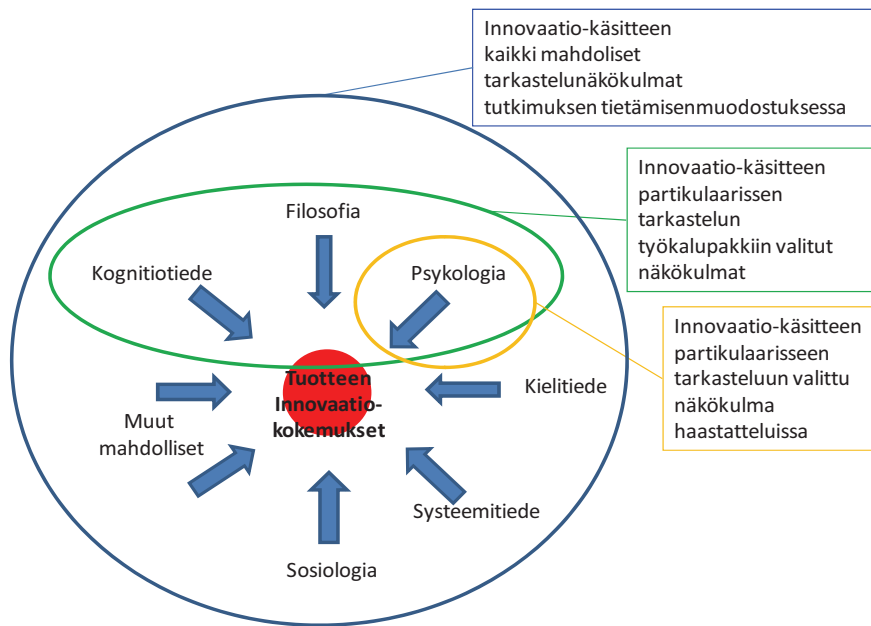 Innovaatio-käsitteen
kaikki mahdoliset
tarkastelunäkökulmat
tutkimuksen tietämisenmuodostuksessa
Innovaatio-käsitteen
partikulaarissen
tarkastelun
työkalupakkiin valitut
näkökulmat
Innovaatio-käsitteen
partikulaarisseen
tarkasteluun valittu
näkökulma
haastatteluissa
Filosofia
Kognitiotiede
Psykologia
Tuotteen
Innovaatio-
kokemukset
Kielitiede
Muut
mahdolliset
Systeemitiede
Sosiologia